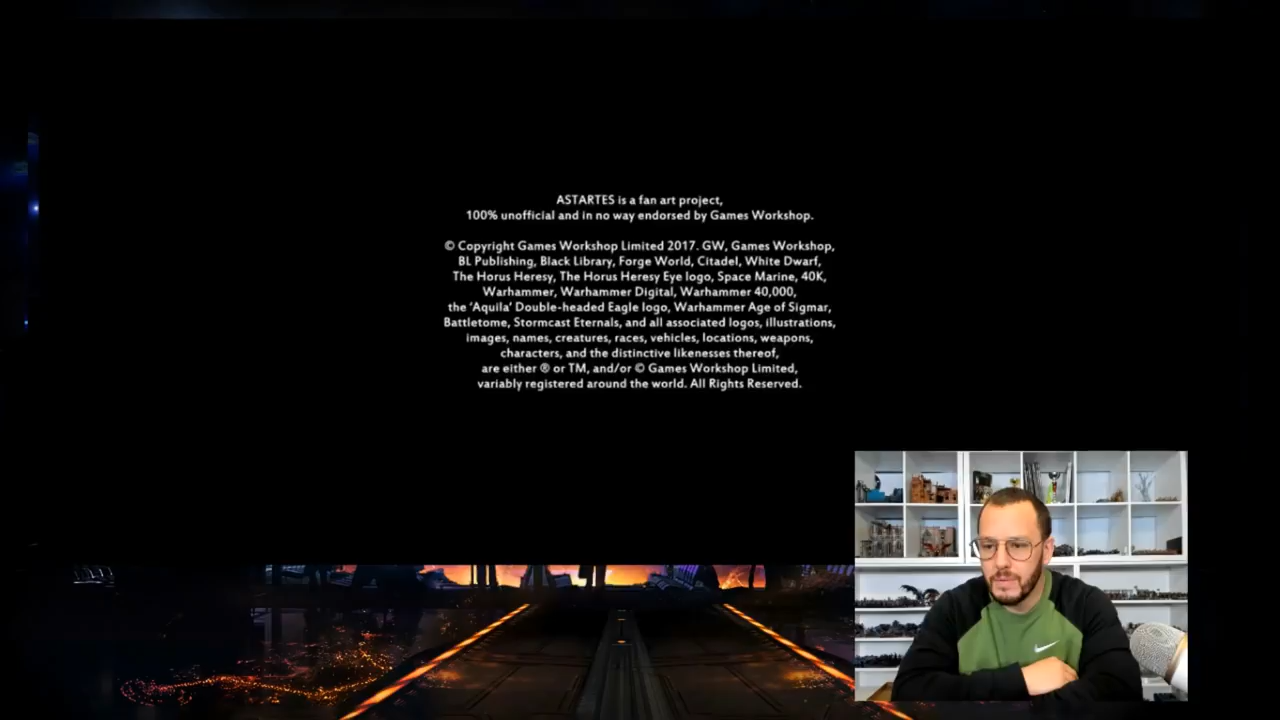 ASTARTES is a fan art project,
100% unofficial and in no way endorsed by Games Workshop.
© Copyright Games Workshop Limited 2017. GW, Games Workshop,
BL Publishing, Black Library, Forge World, Citadel, White Dwarf,
The Horus Heresy, The Horus Heresy Eye logo, Space Marine, 40K,
Warhammer, Warhammer Digital, Warhammer 40,000,
the ‘Aquila’ Double-headed Eagle logo, Warhammer Age of Sigmar,
Battletome, Stormcast Eternals, and all associated logos, illustrations,
images, names, creatures, races, vehicles, locations, weapons,
characters, and the distinctive likenesses thereof,
are either ® or TM, and/or © Games Workshop Limited,
variably registered around the world. All Rights Reserved.